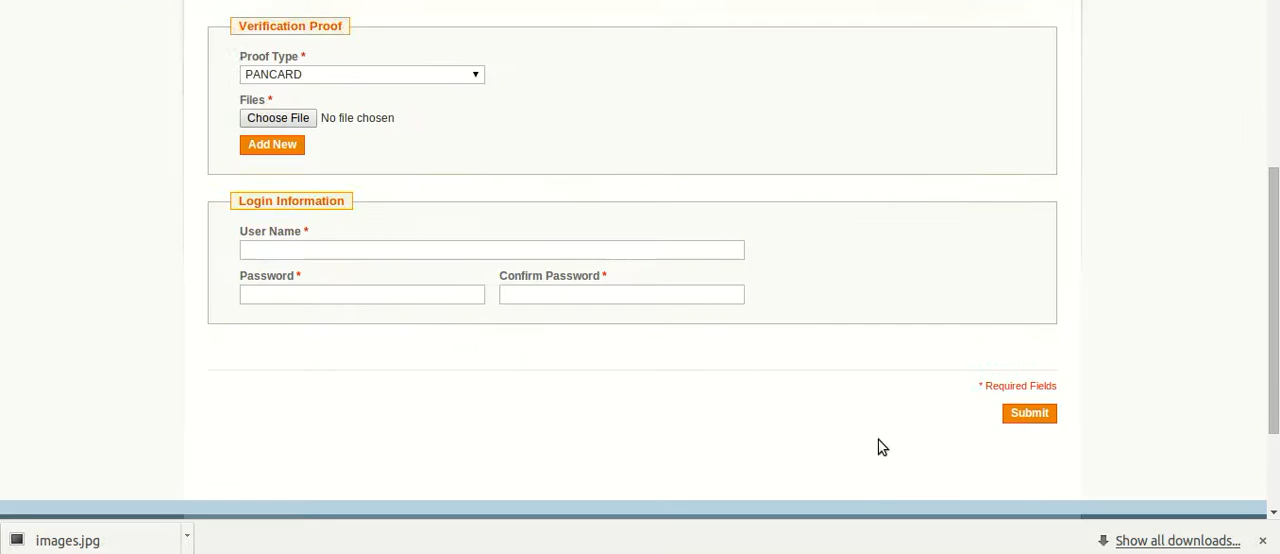 Verification Proof
Proof Type *
PANCARD
Files *
Choose File No file chosen
Add New
Login Information
User Name *
Password * Confirm Password *
* Required Fields
Submit
images.jpg Show all downloads...